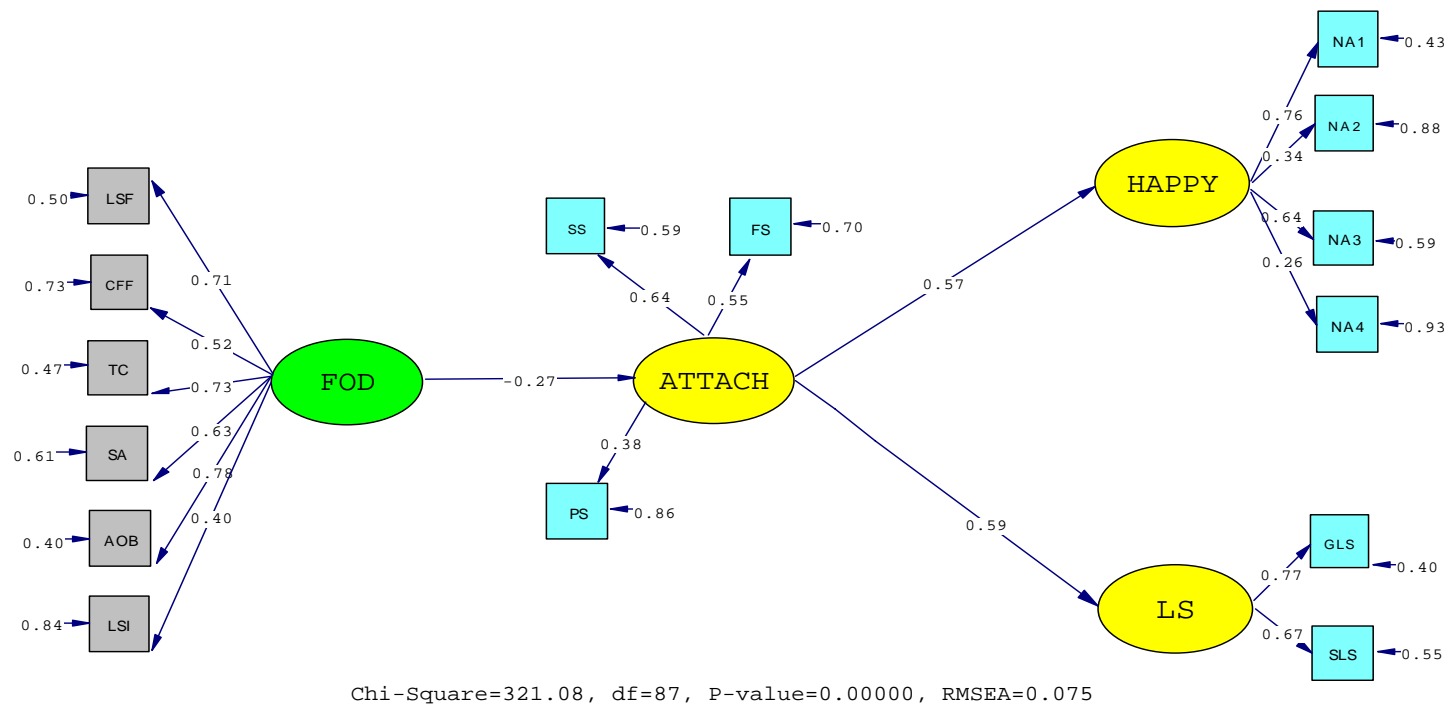 NA1
0.43
0.76
NA2
0.88
0.34
HAPPY
0.64
NA3
0.59
0.26
NA4
0.93
0.50
LSF
0.71
0.73
CFF
0.52
0.47
TC
0.73
0.61
SA
0.63
0.78
0.40
AOB
0.40
0.84
LSI
FOD
-0.27
SS
0.59
FS
0.70
0.64
0.55
ATTACH
0.38
PS
0.86
0.57
0.59
LS
GLS
0.40
0.77
0.67
SLS
0.55
Chi-Square=321.08, df=87, P-value=0.00000, RMSEA=0.075